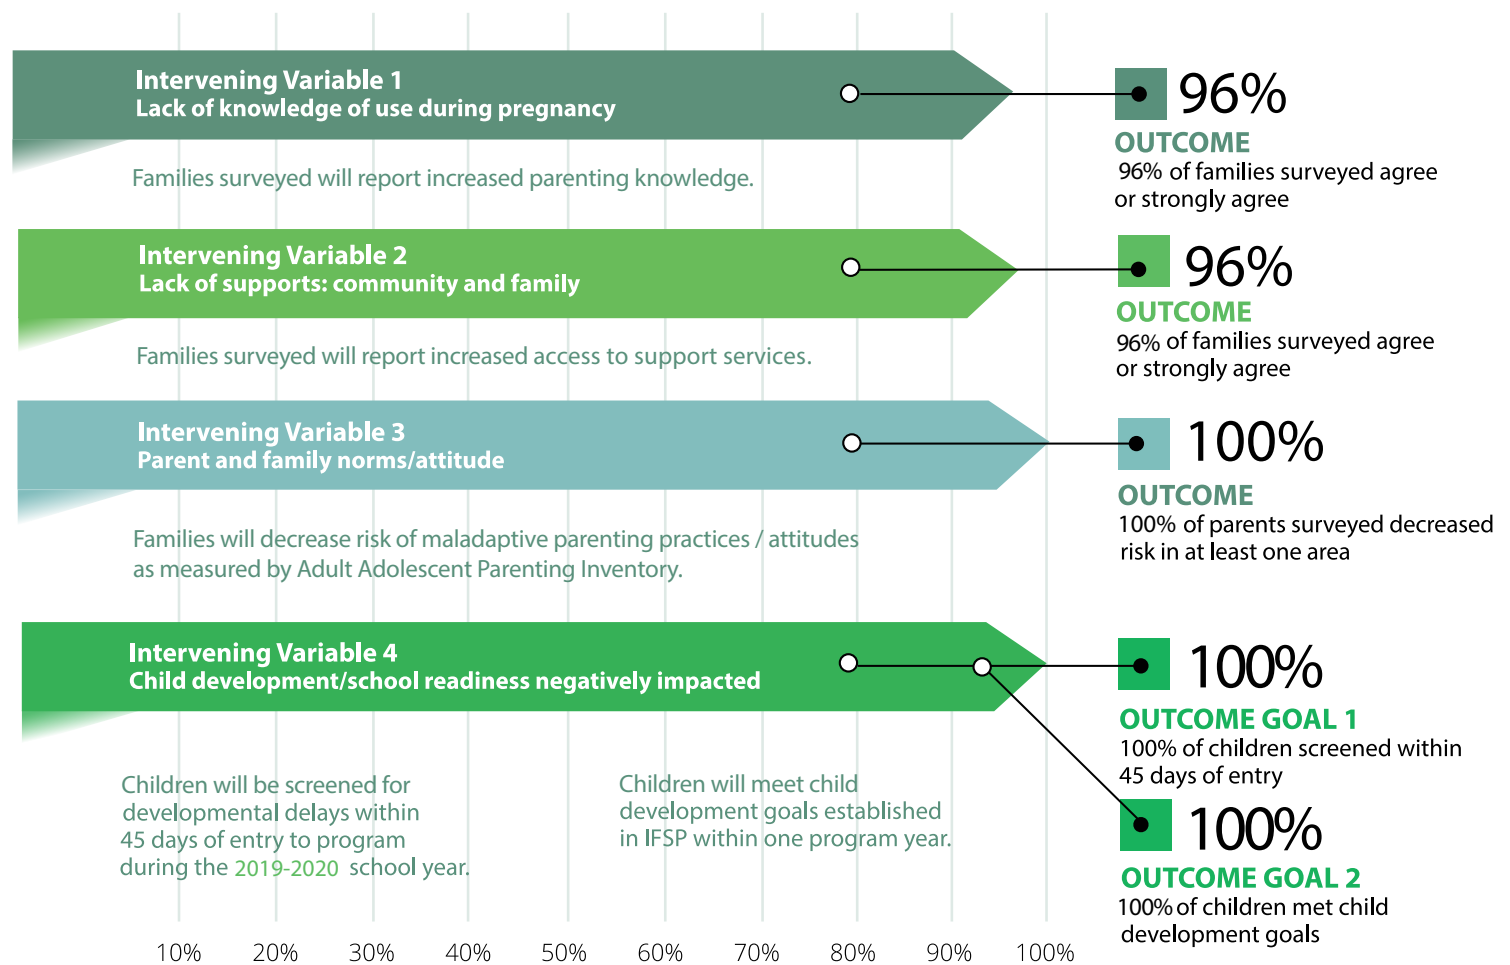 Intervening Variable 1
Lack of knowledge of use during pregnancy
96%
OUTCOME
96% of families surveyed agree
or strongly agree
Families surveyed will report increased parenting knowledge.
Intervening Variable 2
Lack of supports: community and family
96%
OUTCOME
96% of families surveyed agree
or strongly agree
Families surveyed will report increased access to support services.
Intervening Variable 3
Parent and family norms/attitude
100%
OUTCOME
100% of parents surveyed decreased
risk in at least one area
Families will decrease risk of maladaptive parenting practices / attitudes
as measured by Adult Adolescent Parenting Inventory.
Intervening Variable 4
Child development/school readiness negatively impacted
100%
OUTCOME GOAL 1
100% of children screened within
45 days of entry
Children will be screened for
developmental delays within
45 days of entry to program
during the 2019-2020 school year.
Children will meet child
development goals established
in IFSP within one program year.
100%
OUTCOME GOAL 2
100% of children met child
development goals
10% 20% 30% 40% 50% 60% 70% 80% 90% 100%